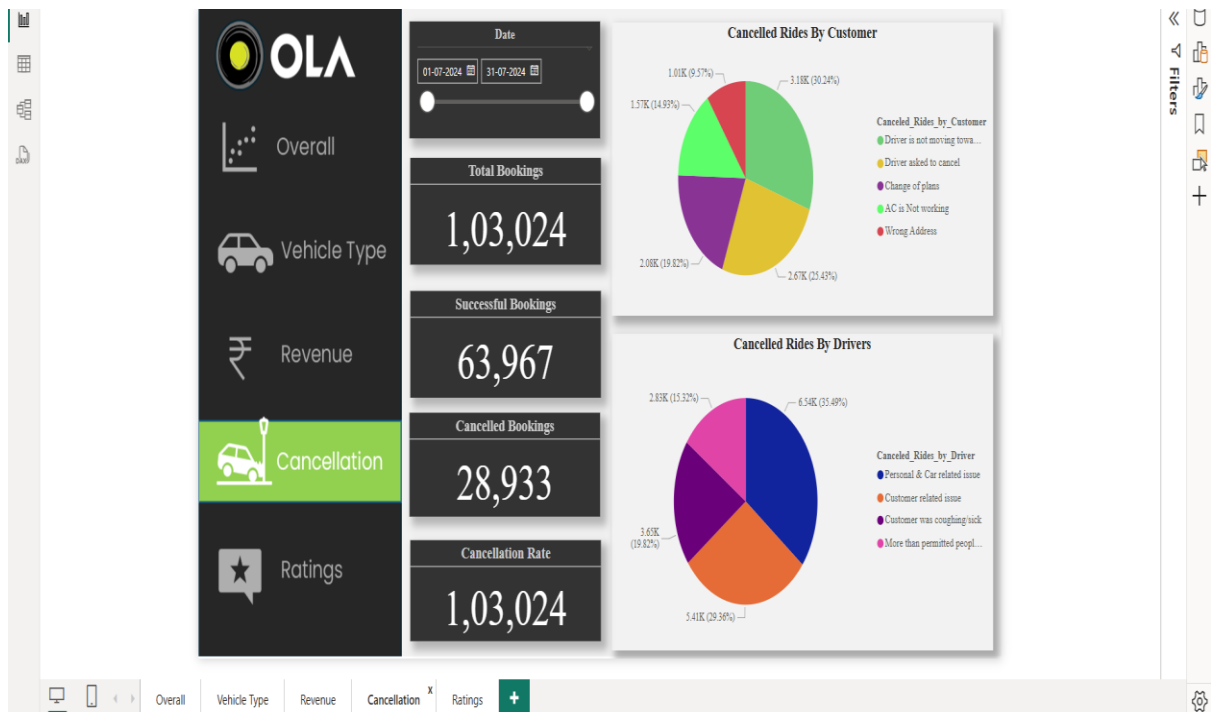 OLA
Overall
Vehicle Type
₹
Revenue
Cancellation
Ratings
Date
01-07-2024 31-07-2024
Total Bookings
1,03,024
Successful Bookings
63,967
Cancelled Bookings
28,933
Cancellation Rate
1,03,024
Cancelled Rides By Customer
1.01K (9.57%)
3.18K (30.24%)
1.57K (14.93%)
2.08K (19.82%)
2.67K (25.43%)
Canceled_Rides_by_Customer
Driver is not moving towa...
Driver asked to cancel
Change of plans
AC is Not working
Wrong Address
Cancelled Rides By Drivers
2.83K (15.32%)
6.54K (35.49%)
3.65K
(19.82%)
5.41K (29.36%)
Canceled_Rides_by_Driver
Personal & Car related issue
Customer related issue
Customer was coughing/sick
More than permitted peopl...
Filters
Overall Vehicle Type Revenue Cancellation x Ratings +